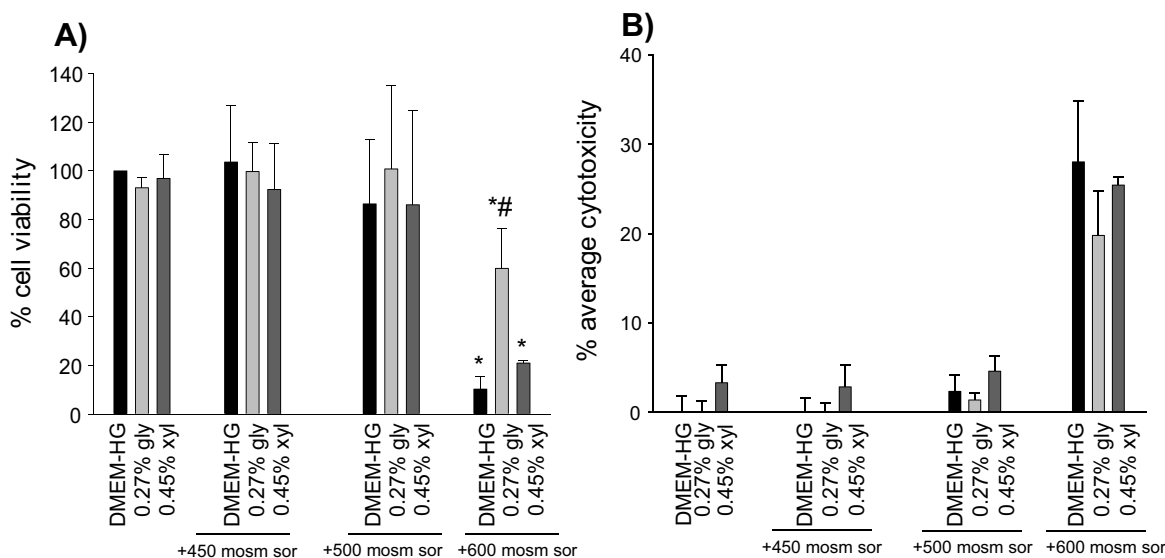 A)
% cell viability
140
120
100
80
60
40
20
0
*
*#
*
DMEM-HG
0.27% gly
0.45% xyl
DMEM-HG
0.27% gly
0.45% xyl
DMEM-HG
0.27% gly
0.45% xyl
DMEM-HG
0.27% gly
0.45% xyl
+450 mosm sor
+500 mosm sor
+600 mosm sor
B)
% average cytotoxicity
40
30
20
10
0
DMEM-HG
0.27% gly
0.45% xyl
DMEM-HG
0.27% gly
0.45% xyl
DMEM-HG
0.27% gly
0.45% xyl
DMEM-HG
0.27% gly
0.45% xyl
+450 mosm sor
+500 mosm sor
+600 mosm sor